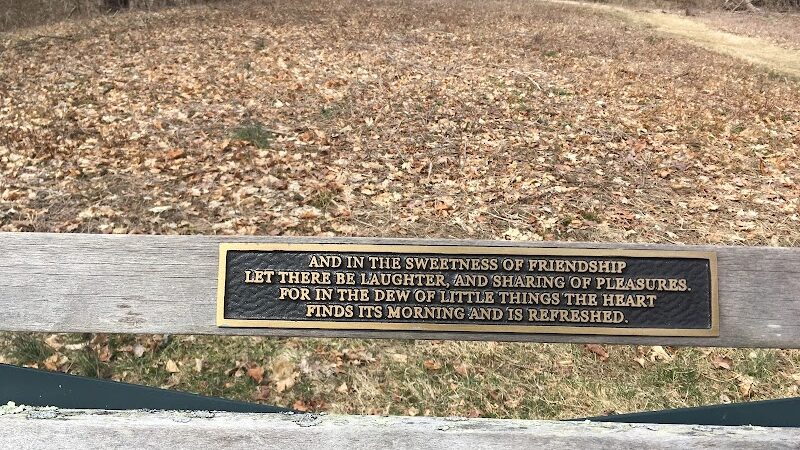 AND IN THE SWEETNESS OF FRIENDSHIP
LET THERE BE LAUGHTER, AND SHARING OF PLEASURES.
FOR IN THE DEW OF LITTLE THINGS THE HEART
FINDS ITS MORNING AND IS REFRESHED.